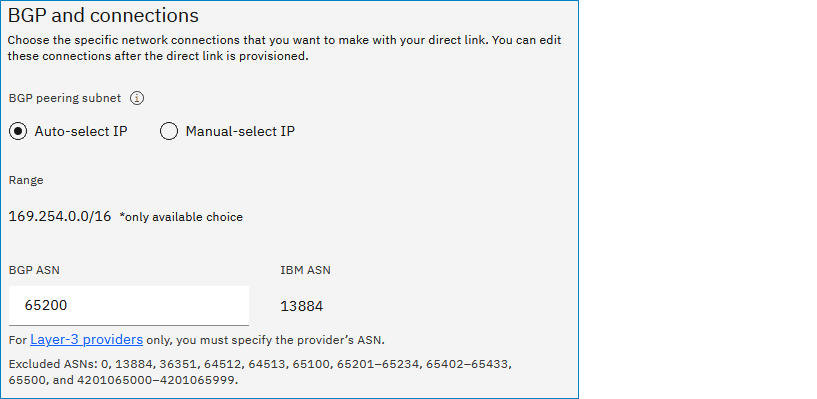 BGP and connections
Choose the specific network connections that you want to make with your direct link. You can edit
these connections after the direct link is provisioned.
BGP peering subnet
Auto-select IP Manual-select IP
Range
169.254.0.0/16 *only available choice
BGP ASN IBM ASN
65200 13884
For Layer-3 providers only, you must specify the provider’s ASN.
Excluded ASNs: 0, 13884, 36351, 64512, 64513, 65100, 65201–65234, 65402–65433,
65500, and 4201065000–4201065999.